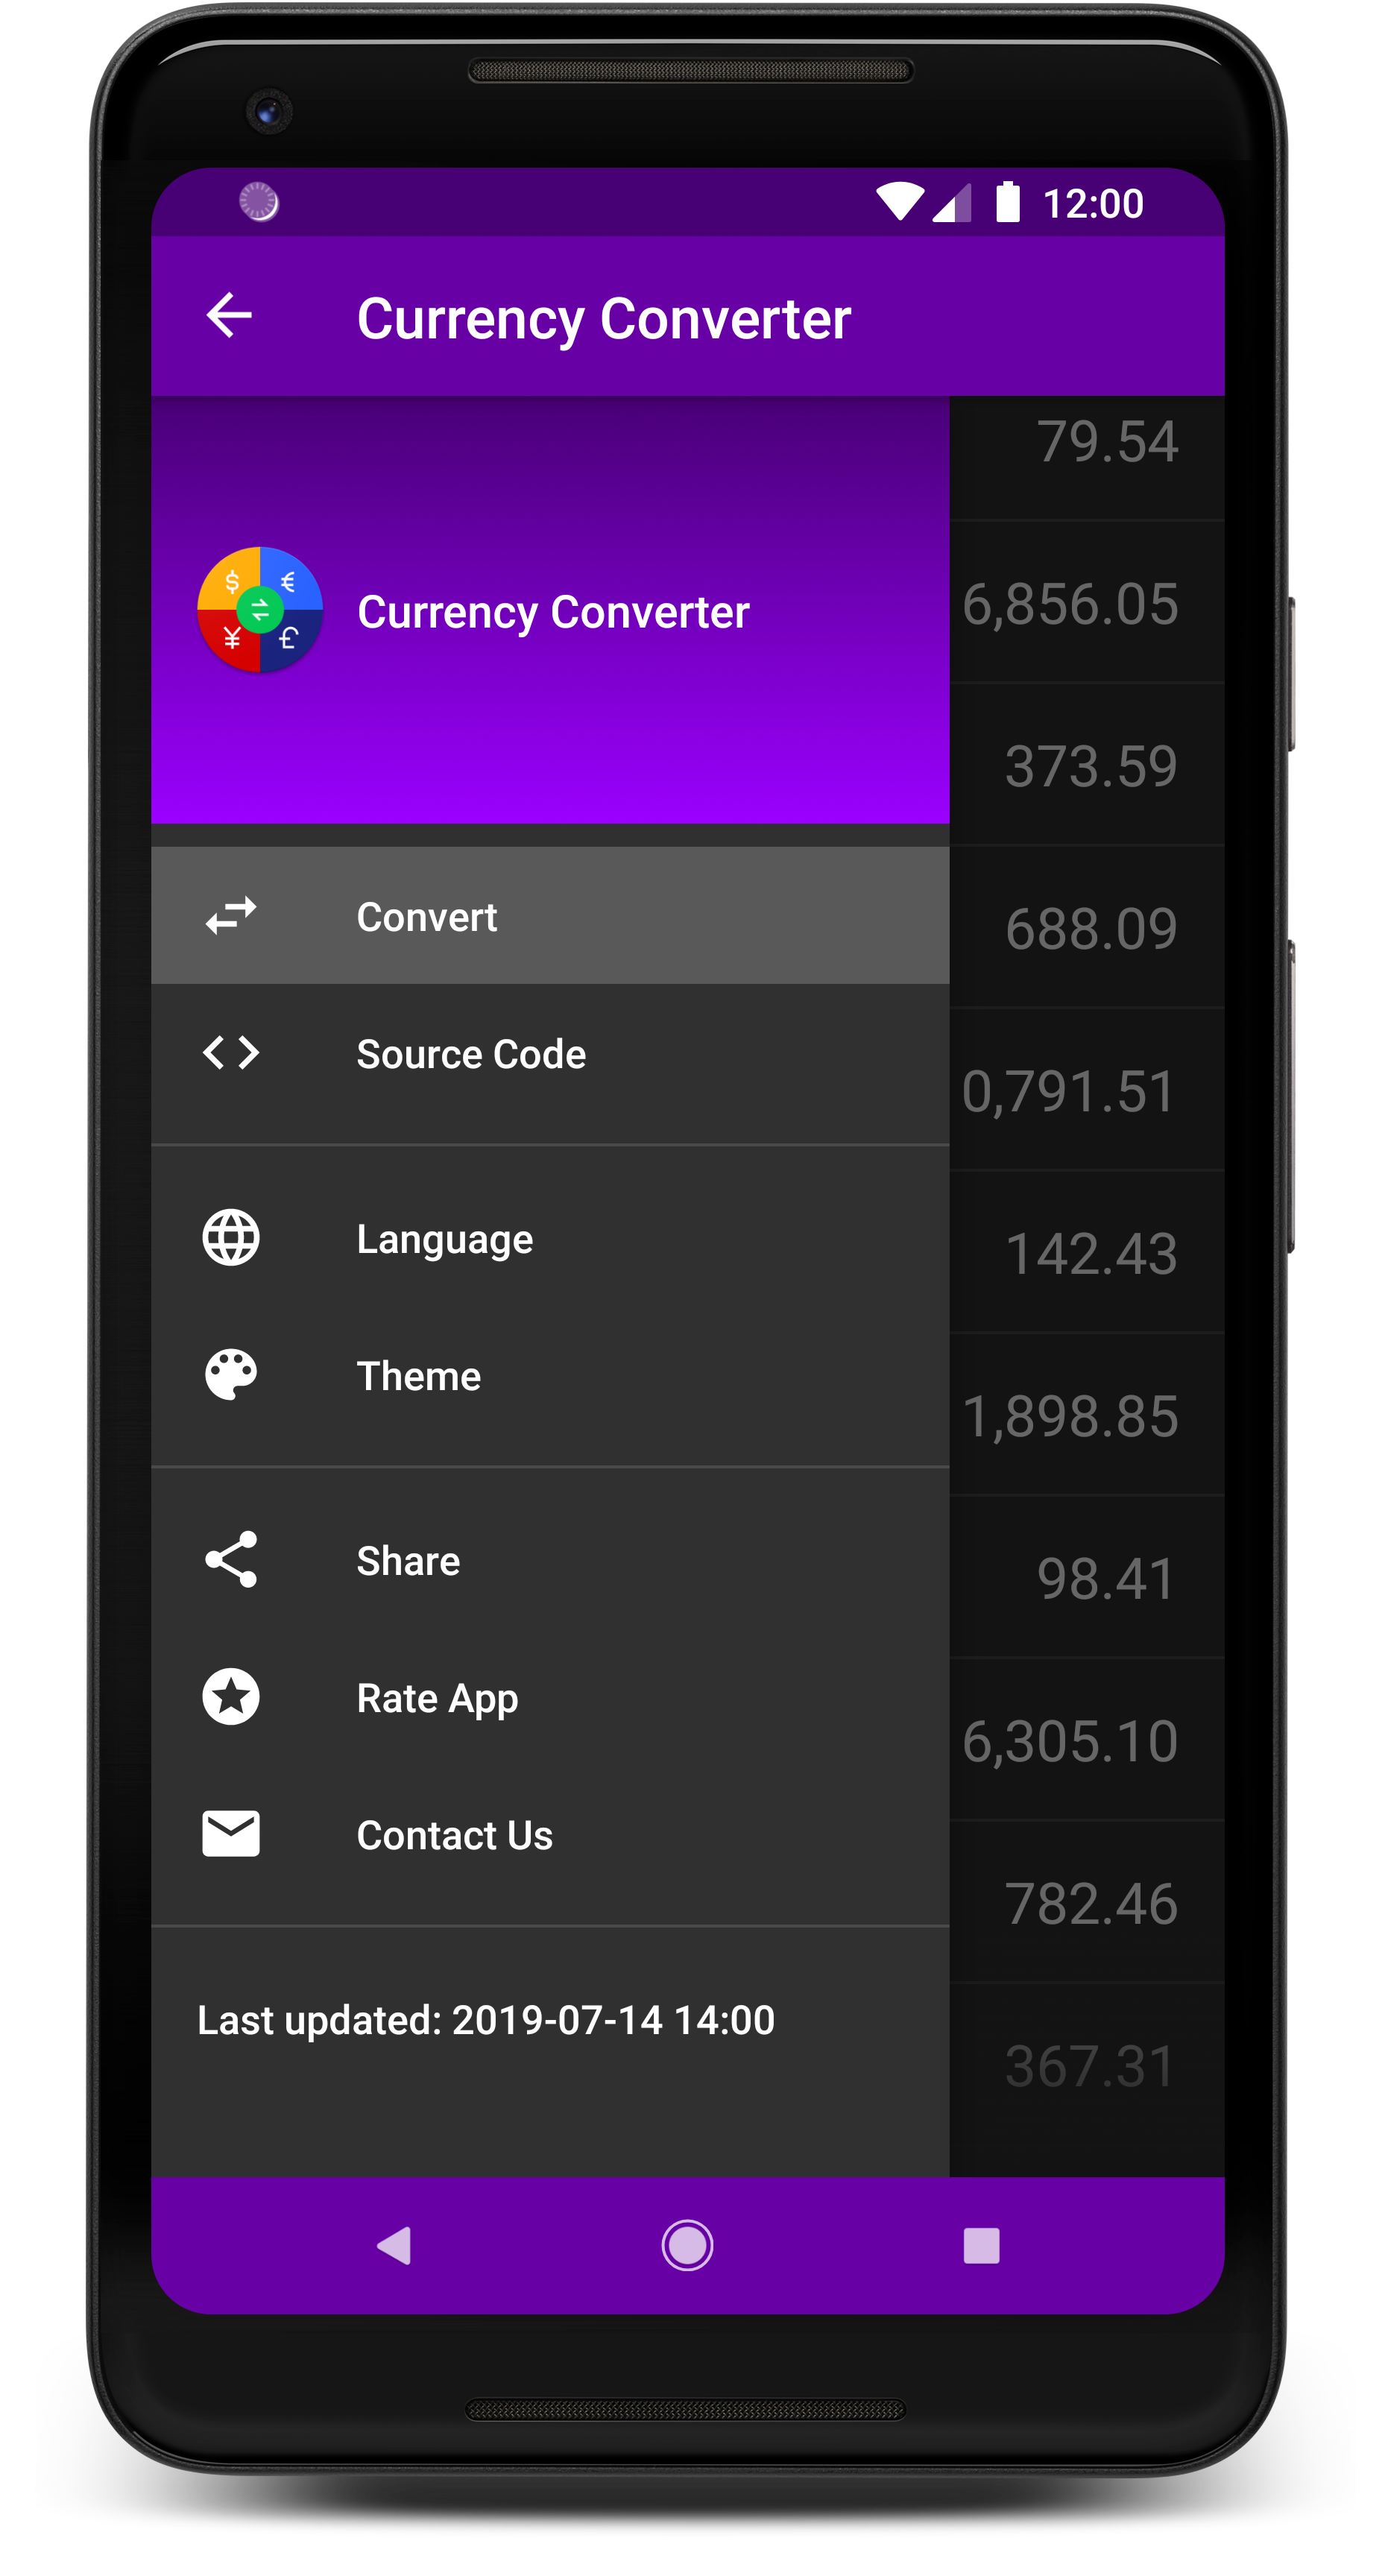 12:00
Currency Converter
79.54
$ €
¥ £
Currency Converter
6,856.05
373.59
Convert
688.09
Source Code
0,791.51
Language
142.43
Theme
1,898.85
Share
98.41
Rate App
6,305.10
Contact Us
782.46
Last updated: 2019-07-14 14:00
367.31